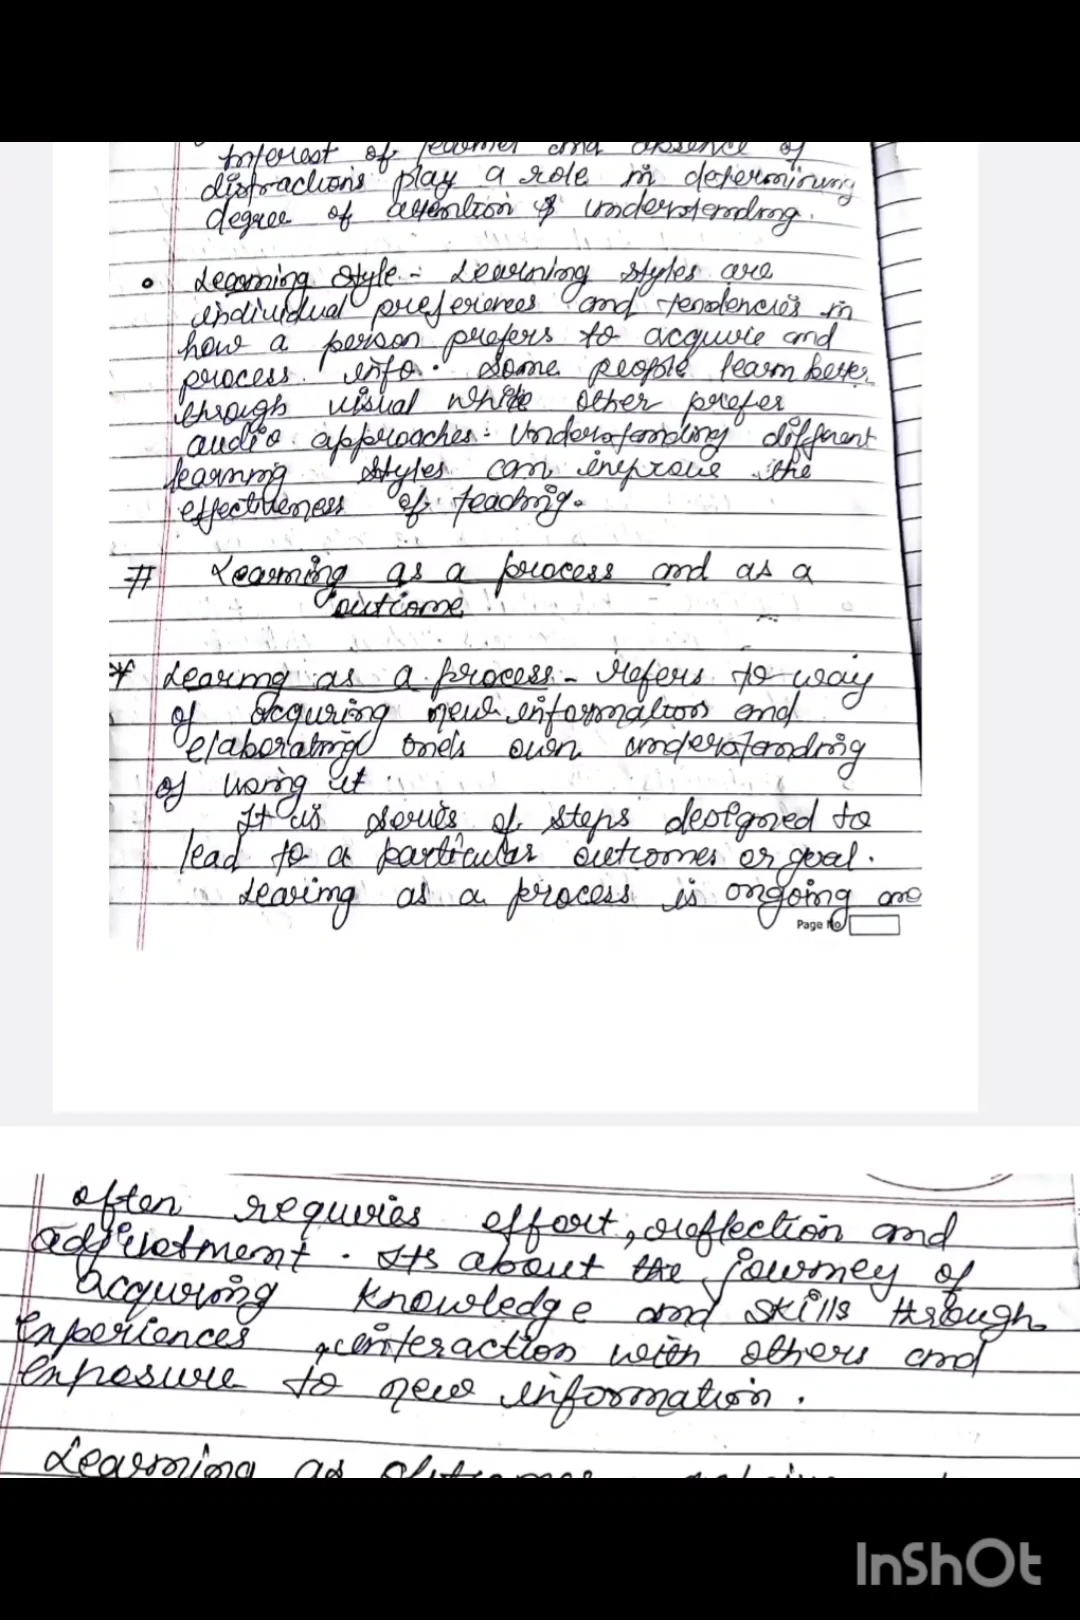 interest of learner and absence of
distractions play a role in determining
degree of attention & understanding.
• Learning style - Learning styles are
individual preferences and tendencies in
how a person prefers to acquire and
process info. Some people learn better
through visual while other prefer
audio approaches. Understanding different
learning styles can improve the
effectiveness of teaching.
# Learning as a process and as a
outcome
* Learing as a process - refers to way
of acquring new information and
elaborating one's own understanding
of using it
It is series of steps designed to
lead to a particular outcomes or goal.
Learing as a process is ongoing and
Page No
often requries effort, reflection and
adjustment. Its about the journey of
acquiring knowledge and skills through
experiences, interaction with others and
exposure to new information.
Learning as outcome
InShOt